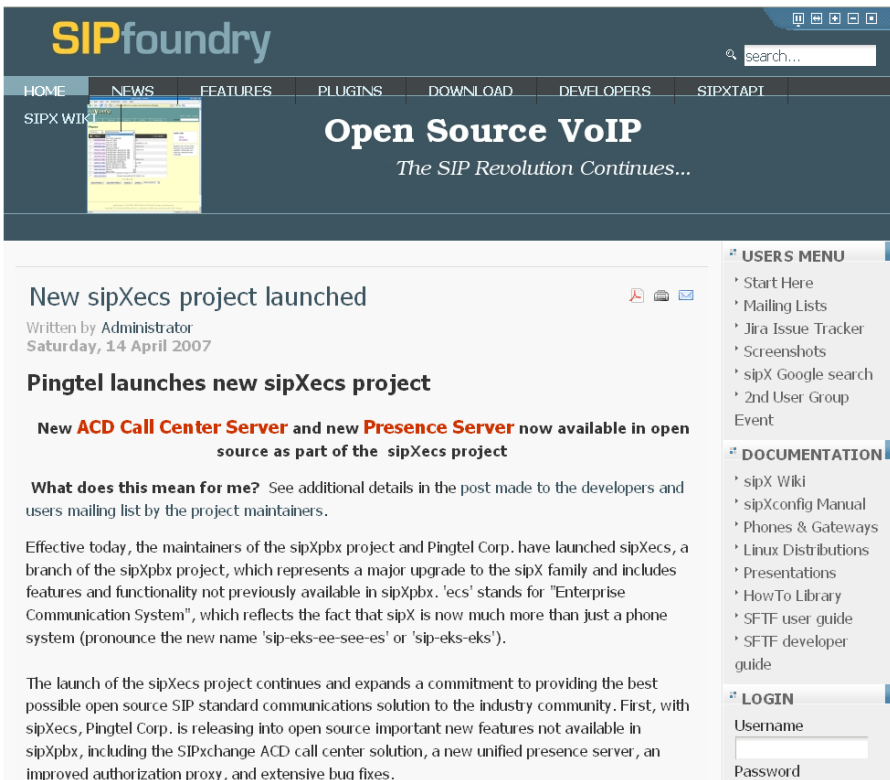 SIPfoundry
search...
HOME NEWS FEATURES PLUGINS DOWNLOAD DEVELOPERS SIPXTAPI
SIPX WIKI
Open Source VoIP
The SIP Revolution Continues...
New sipXecs project launched
Written by Administrator
Saturday, 14 April 2007
Pingtel launches new sipXecs project
New ACD Call Center Server and new Presence Server now available in open
source as part of the sipXecs project
What does this mean for me? See additional details in the post made to the developers and
users mailing list by the project maintainers.
Effective today, the maintainers of the sipXpbx project and Pingtel Corp. have launched sipXecs, a
branch of the sipXpbx project, which represents a major upgrade to the sipX family and includes
features and functionality not previously available in sipXpbx. 'ecs' stands for "Enterprise
Communication System", which reflects the fact that sipX is now much more than just a phone
system (pronounce the new name 'sip-eks-ee-see-es' or 'sip-eks-eks').
The launch of the sipXecs project continues and expands a commitment to providing the best
possible open source SIP standard communications solution to the industry community. First, with
sipXecs, Pingtel Corp. is releasing into open source important new features not available in
sipXpbx, including the SIPxchange ACD call center solution, a new unified presence server, an
improved authorization proxy, and extensive bug fixes.
USERS MENU
Start Here
Mailing Lists
Jira Issue Tracker
Screenshots
sipX Google search
2nd User Group
Event
DOCUMENTATION
sipX Wiki
sipXconfig Manual
Phones & Gateways
Linux Distributions
Presentations
HowTo Library
SFTF user guide
SFTF developer
guide
LOGIN
Username
Password